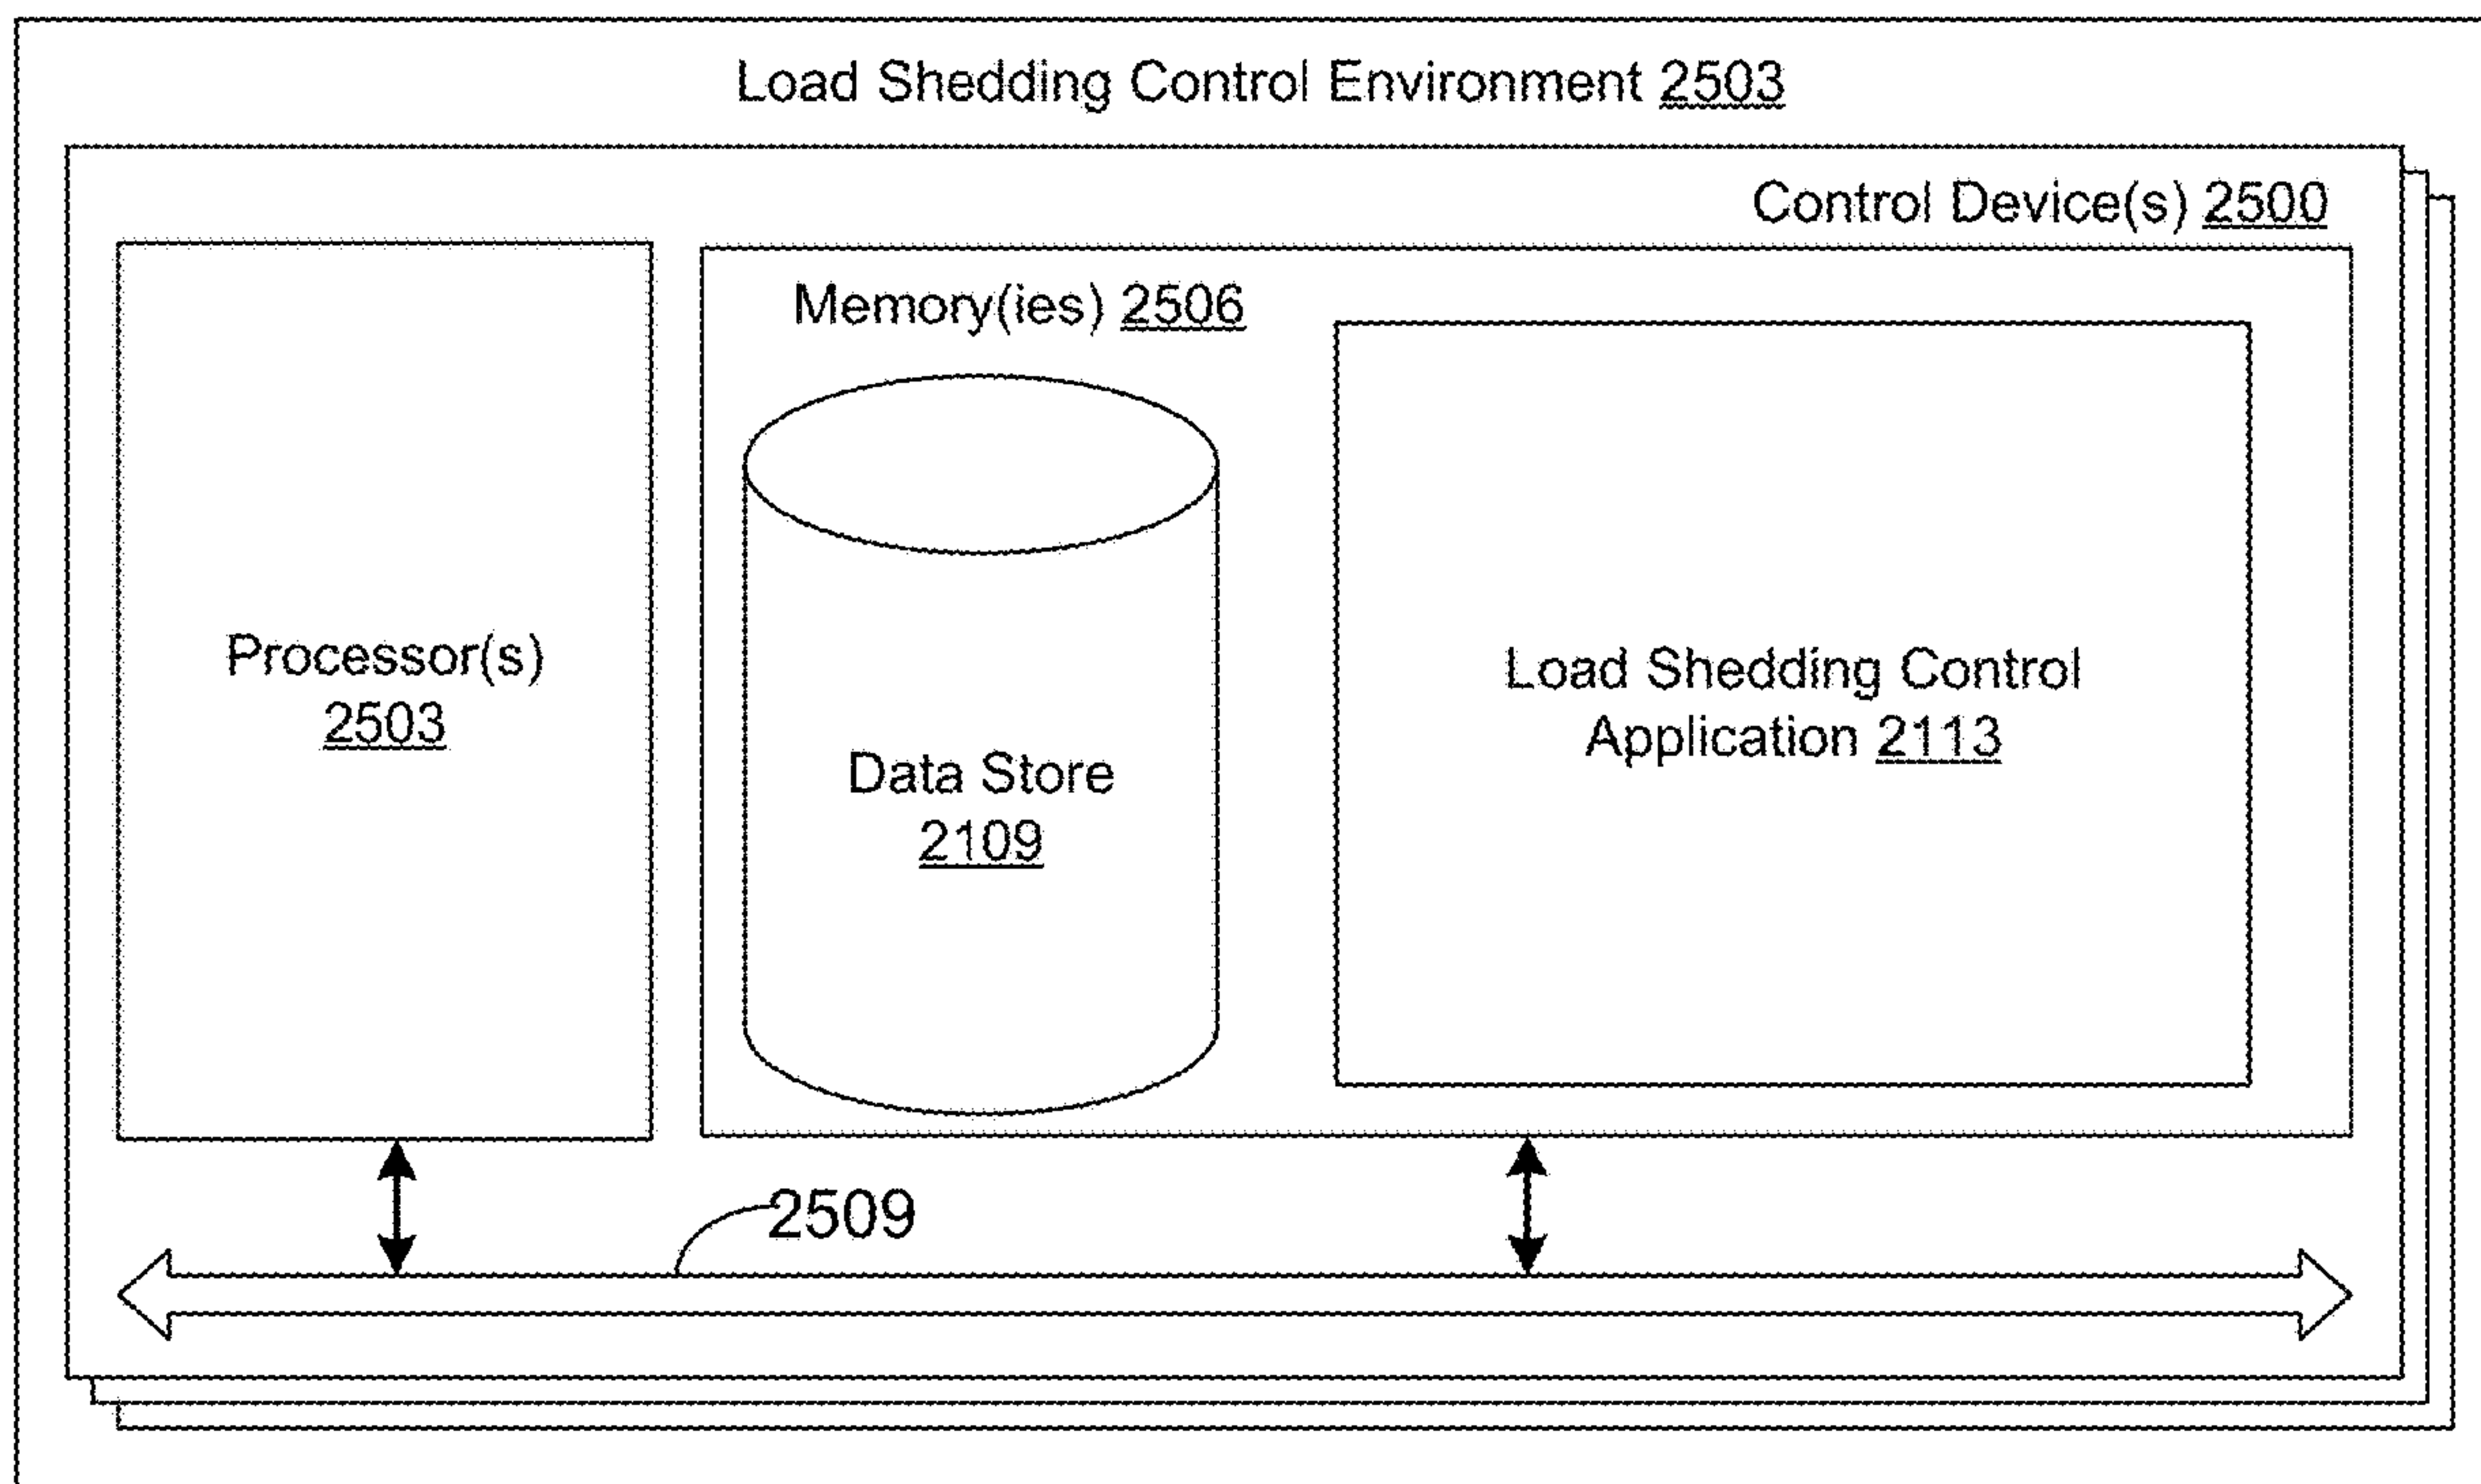 Load Shedding Control Environment 2503
Control Device(s) 2500
Memory(ies) 2506
Processor(s)
2503
Data Store
2109
Load Shedding Control
Application 2113
2509